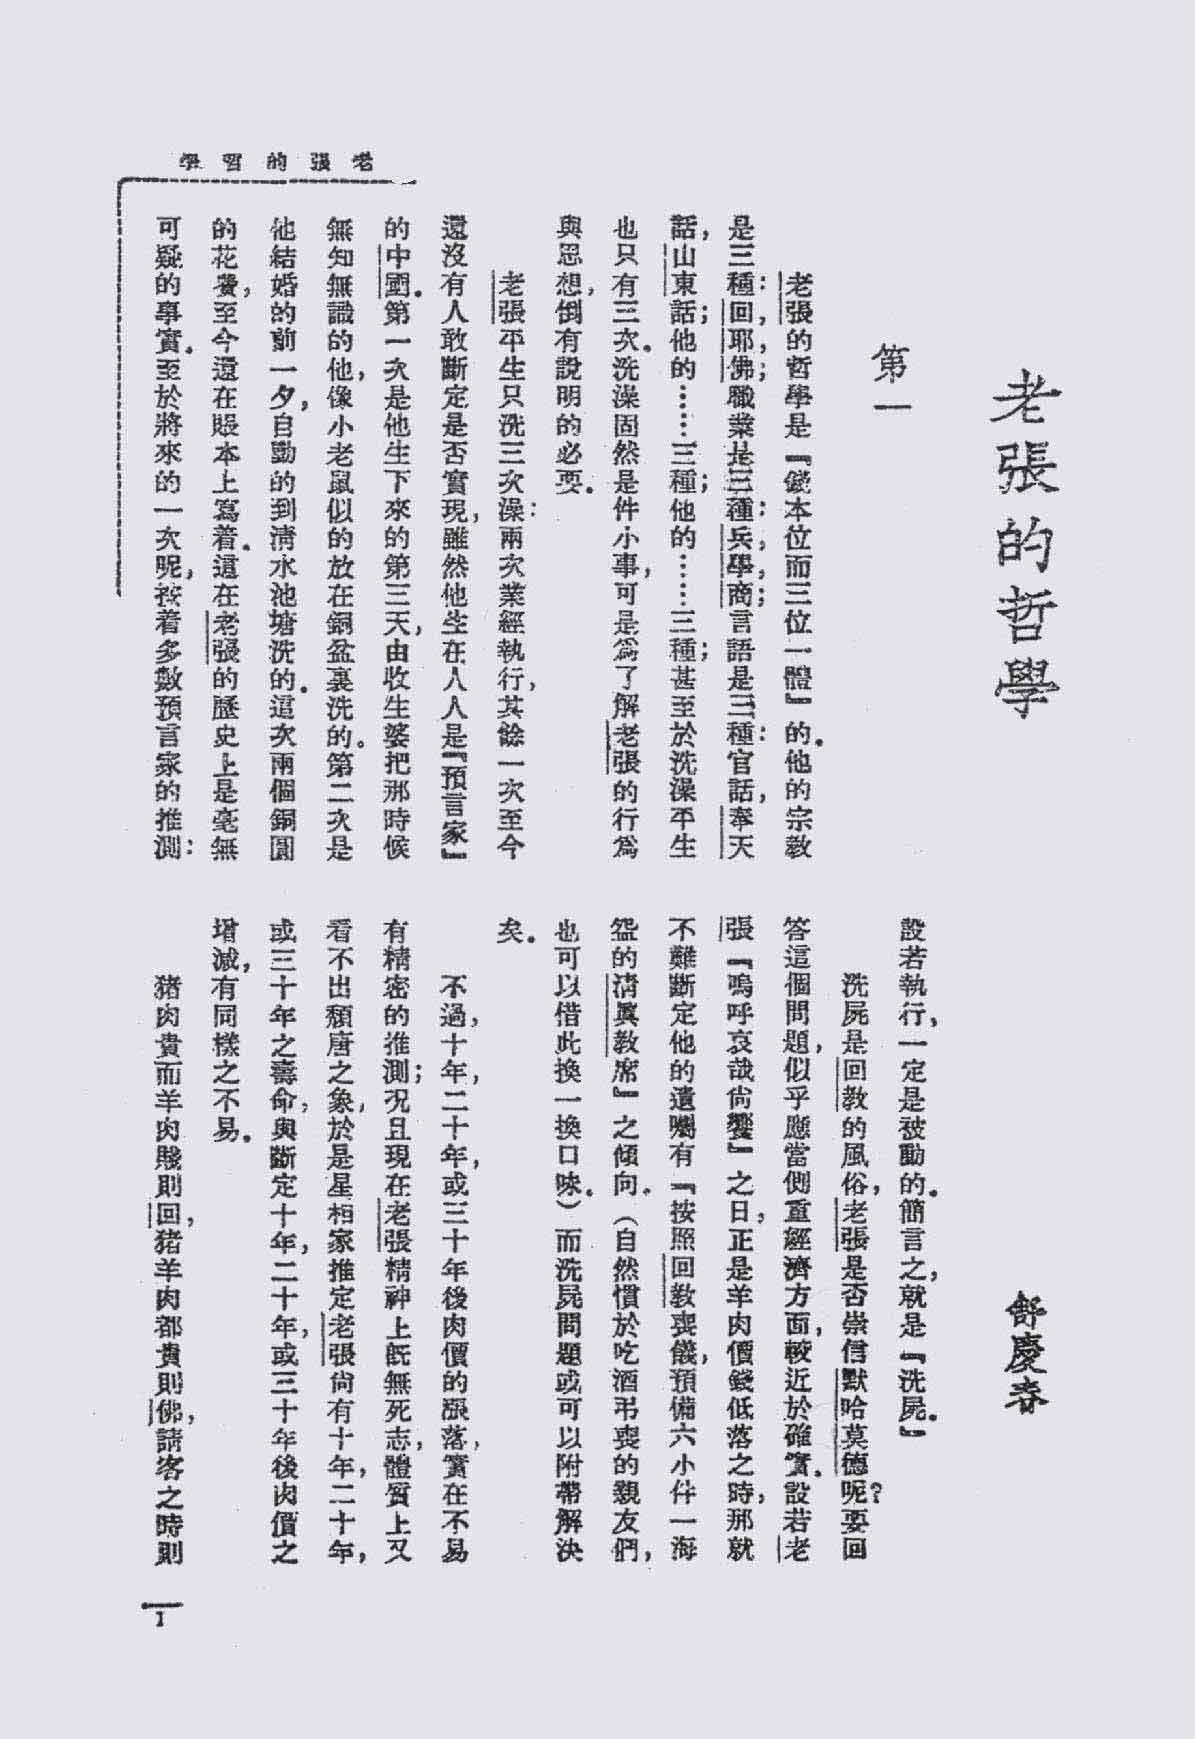 老張的哲學
老張的哲學
舒慶春
第一
老張的哲學是『錢本位而三位一體』的。他的宗教
是三種：回，耶，佛；職業是三種：兵，學，商；言語是三種：官話，奉天
話，山東話；他的……三種；他的……三種；甚至於洗澡平生
也只有三次。洗澡固然是件小事，可是爲了解老張的行爲
與思想，倒有說明的必要。
老張平生只洗三次澡：兩次業經執行，其餘一次至今
還沒有人敢斷定是否實現，雖然他生在人人是『預言家』
的中國。第一次是他生下來的第三天，由收生婆把那時候
無知無識的他，像小老鼠似的放在銅盆裏洗的。第二次是
他結婚的前一夕，自動的到清水池塘洗的。這次兩個銅圓
的花費，至今還在賬本上寫着。這在老張的歷史上是毫無
可疑的事實。至於將來的一次呢，按着多數預言家的推測：
設若執行，一定是被動的。簡言之，就是『洗屍。』
洗屍是回教的風俗，老張是否崇信默哈莫德呢？要回
答這個問題，似乎應當側重經濟方面，較近於確實。設若老
張『嗚呼哀哉尙饗』之日，正是羊肉價錢低落之時，那就
不難斷定他的遺囑有『按照回教喪儀，預備六小件一海
盌的清眞教席』之傾向。（自然慣於吃酒弔喪的親友們，
也可以借此換一換口味。）而洗屍問題或可以附帶解決
矣。
不過，十年，二十年，或三十年後肉價的漲落，實在不易
有精密的推測；況且現在老張精神上旣無死志，體質上又
看不出頹唐之象，於是星相家推定老張尙有十年，二十年，
或三十年之壽命，與斷定十年，二十年，或三十年後肉價之
增減，有同樣之不易。
猪肉貴而羊肉賤則回，猪羊肉都貴則佛，請客之時則
1